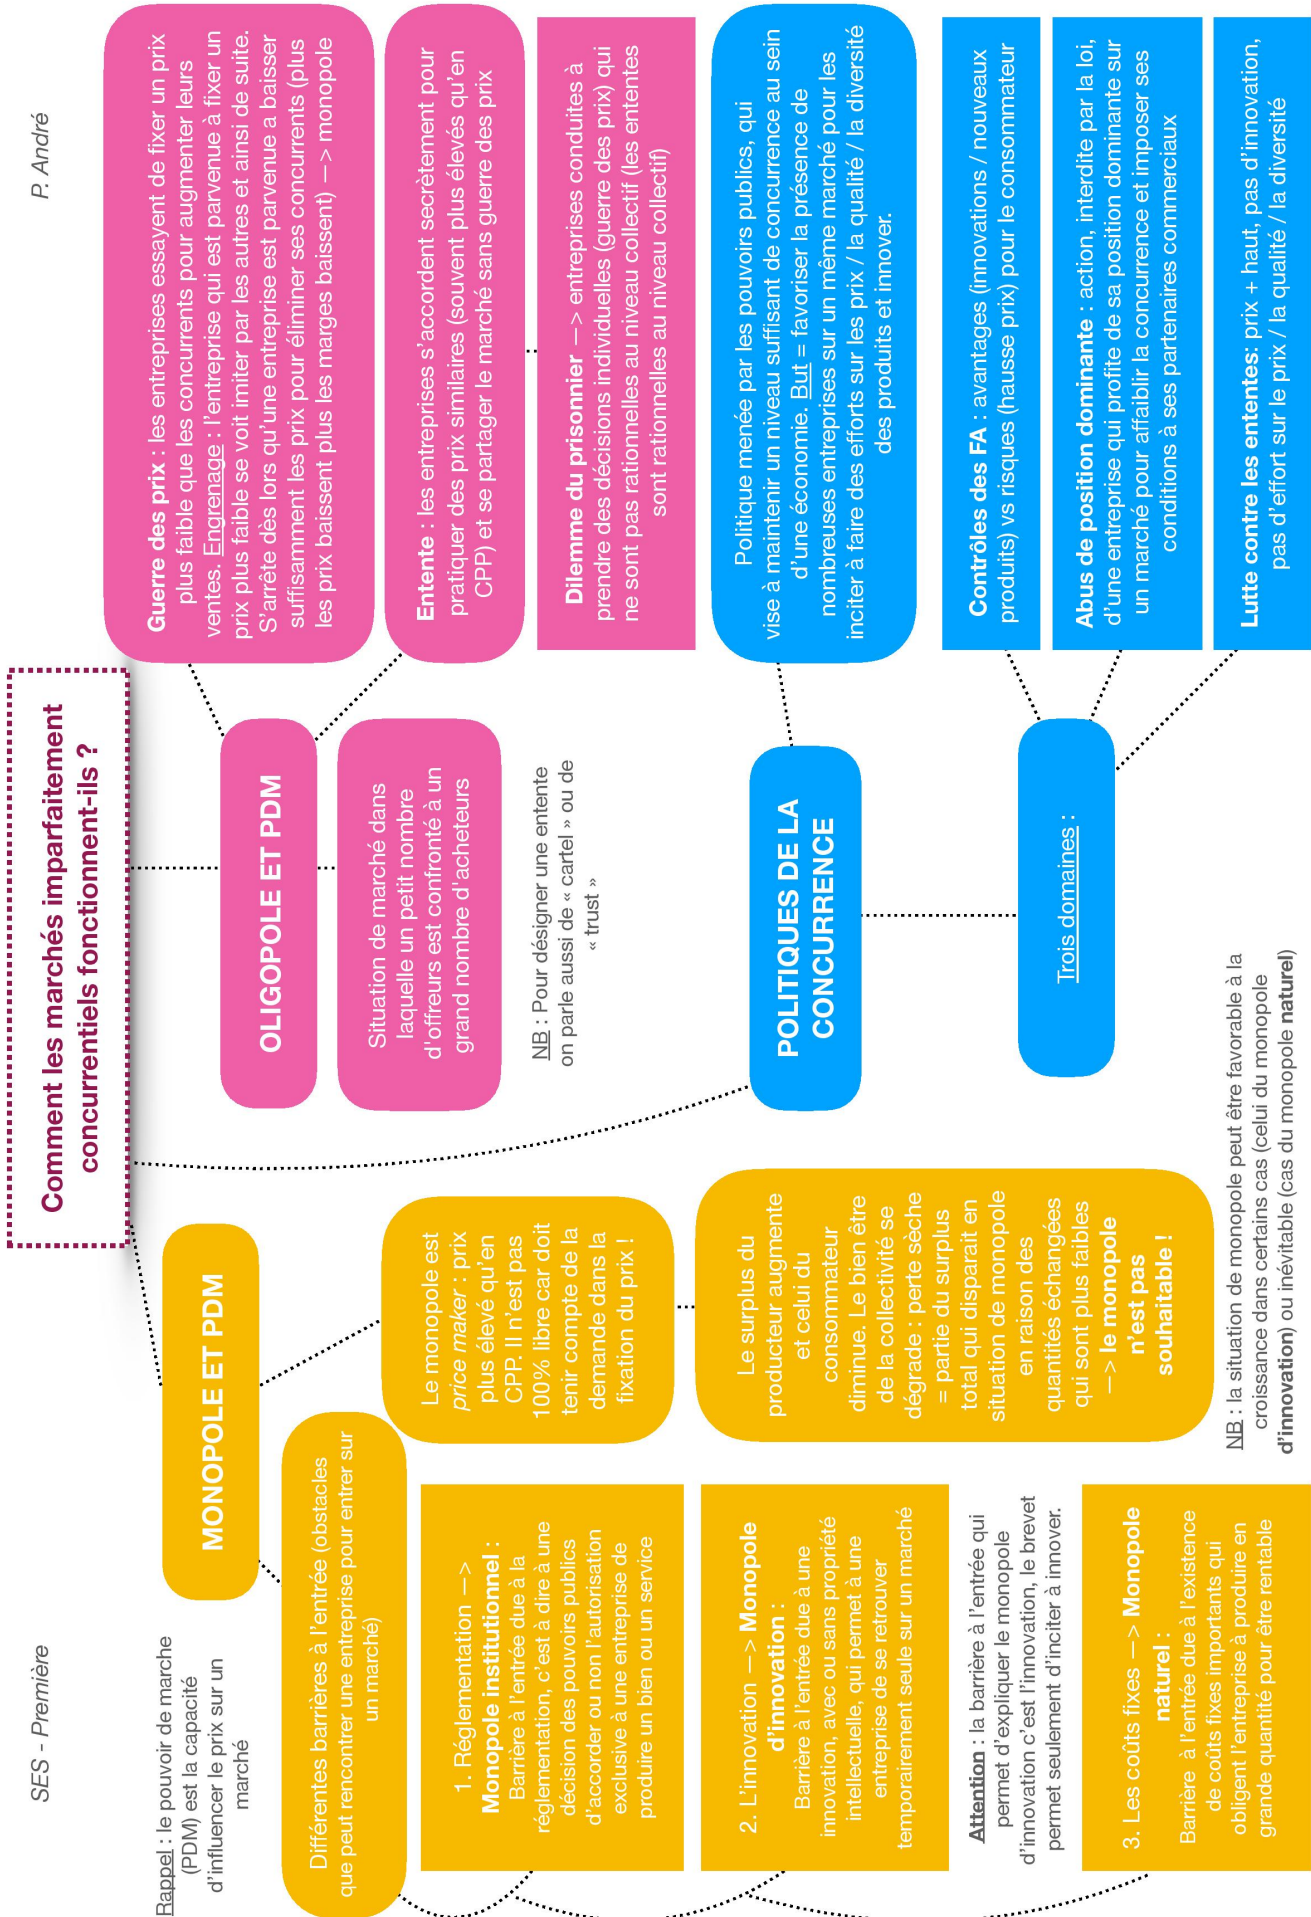 SES - Première
P. André
Comment les marchés imparfaitement
concurrentiels fonctionnent-ils ?
Rappel : le pouvoir de marche
(PDM) est la capacité
d'influencer le prix sur un
marché
MONOPOLE ET PDM
Différentes barrières à l'entrée (obstacles
que peut rencontrer une entreprise pour entrer sur
un marché)
1. Réglementation —>
Monopole institutionnel :
Barrière à l'entrée due à la
réglementation, c'est à dire à une
décision des pouvoirs publics
d'accorder ou non l'autorisation
exclusive à une entreprise de
produire un bien ou un service
2. L'innovation —> Monopole
d'innovation :
Barrière à l'entrée due à une
innovation, avec ou sans propriété
intellectuelle, qui permet à une
entreprise de se retrouver
temporairement seule sur un marché
Attention : la barrière à l'entrée qui
permet d'expliquer le monopole
d'innovation c'est l'innovation, le brevet
permet seulement d'inciter à innover.
3. Les coûts fixes —> Monopole
naturel :
Barrière à l'entrée due à l'existence
de coûts fixes importants qui
obligent l'entreprise à produire en
grande quantité pour être rentable
Le monopole est
price maker : prix
plus élevé qu'en
CPP. Il n'est pas
100% libre car doit
tenir compte de la
demande dans la
fixation du prix !
Le surplus du
producteur augmente
et celui du
consommateur
diminue. Le bien être
de la collectivité se
dégrade : perte sèche
= partie du surplus
total qui disparait en
situation de monopole
en raison des
quantités échangées
qui sont plus faibles
—> le monopole
n'est pas
souhaitable !
NB : la situation de monopole peut être favorable à la
croissance dans certains cas (celui du monopole
d'innovation) ou inévitable (cas du monopole naturel)
OLIGOPOLE ET PDM
Situation de marché dans
laquelle un petit nombre
d'offreurs est confronté à un
grand nombre d'acheteurs
NB : Pour désigner une entente
on parle aussi de « cartel » ou de
« trust »
Guerre des prix : les entreprises essayent de fixer un prix
plus faible que les concurrents pour augmenter leurs
ventes. Engrenage : l'entreprise qui est parvenue à fixer un
prix plus faible se voit imiter par les autres et ainsi de suite.
S'arrête dès lors qu'une entreprise est parvenue a baisser
suffisamment les prix pour éliminer ses concurrents (plus
les prix baissent plus les marges baissent) —> monopole
Entente : les entreprises s'accordent secrètement pour
pratiquer des prix similaires (souvent plus élevés qu'en
CPP) et se partager le marché sans guerre des prix
Dilemme du prisonnier —> entreprises conduites à
prendre des décisions individuelles (guerre des prix) qui
ne sont pas rationnelles au niveau collectif (les ententes
sont rationnelles au niveau collectif)
POLITIQUES DE LA
CONCURRENCE
Politique menée par les pouvoirs publics, qui
vise à maintenir un niveau suffisant de concurrence au sein
d'une économie. But = favoriser la présence de
nombreuses entreprises sur un même marché pour les
inciter à faire des efforts sur les prix / la qualité / la diversité
des produits et innover.
Trois domaines :
Contrôles des FA : avantages (innovations / nouveaux
produits) vs risques (hausse prix) pour le consommateur
Abus de position dominante : action, interdite par la loi,
d'une entreprise qui profite de sa position dominante sur
un marché pour affaiblir la concurrence et imposer ses
conditions à ses partenaires commerciaux
Lutte contre les ententes: prix + haut, pas d'innovation,
pas d'effort sur le prix / la qualité / la diversité